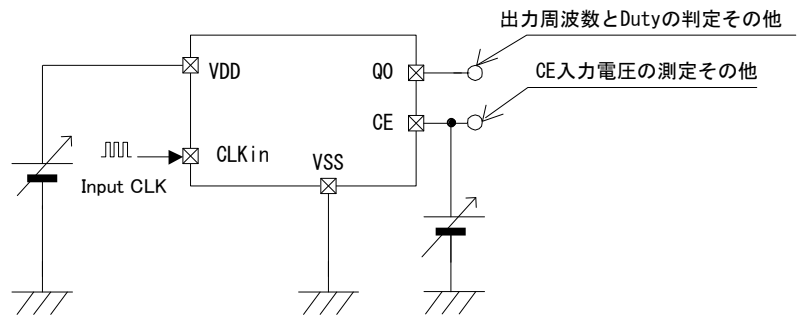 出力周波数とDutyの判定その他
VDD
Q0
CE入力電圧の測定その他
CE
CLKin
Input CLK
VSS